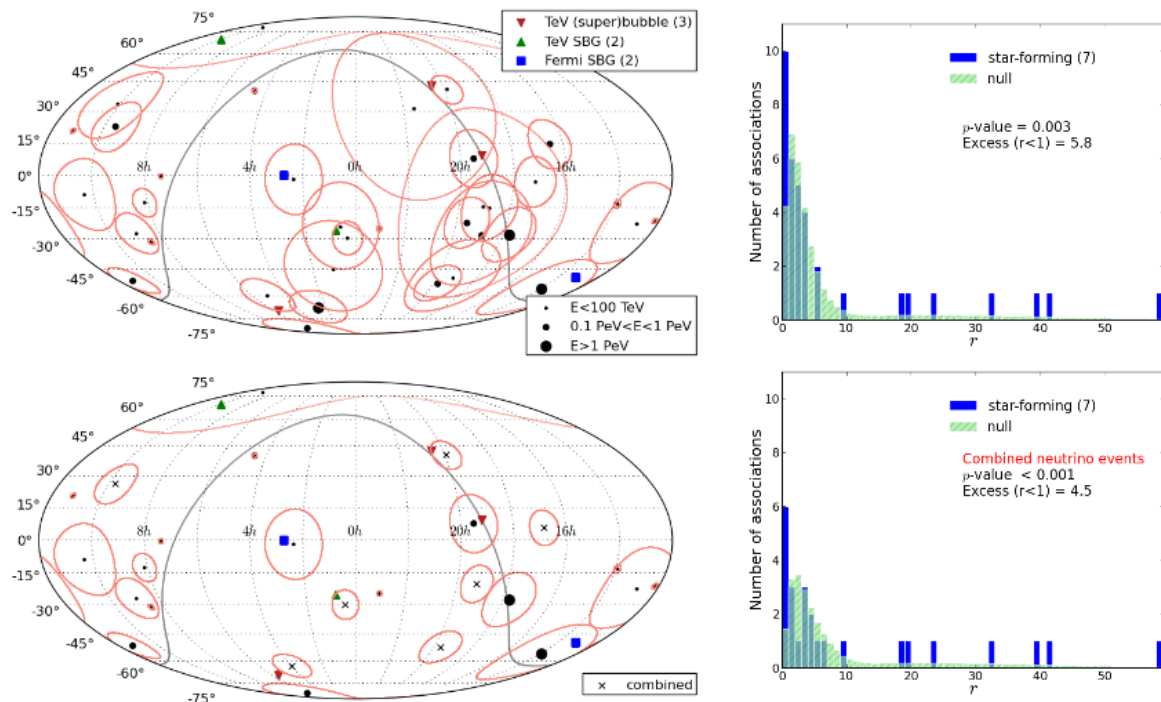 75°
60°
45°
30°
15°
0°
-15°
-30°
-45°
-60°
-75°
8h
4h
0h
20h
16h
TeV (super)bubble (3)
TeV SBG (2)
Fermi SBG (2)
E<100 TeV
0.1 PeV<E<1 PeV
E>1 PeV
Number of associations
10
8
6
4
2
0
0
10
20
30
40
50
r
star-forming (7)
null
p-value = 0.003
Excess (r<1) = 5.8
75°
60°
45°
30°
15°
0°
-15°
-30°
-45°
-60°
-75°
8h
4h
0h
20h
16h
combined
Number of associations
10
8
6
4
2
0
0
10
20
30
40
50
r
star-forming (7)
null
Combined neutrino events
p-value < 0.001
Excess (r<1) = 4.5